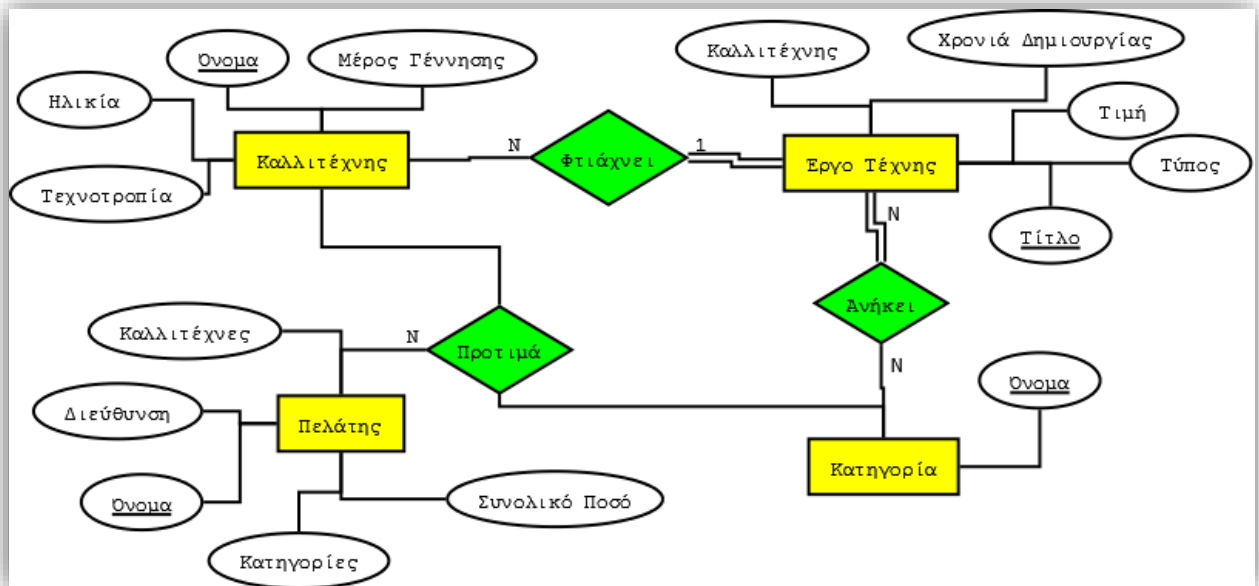 Όνομα
Μέρος Γέννησης
Καλλιτέχνης
Χρονιά Δημιουργίας
Ηλικία
Τιμή
Καλλιτέχνης
N
Φτιάχνει
1
Έργο Τέχνης
Τύπος
Τεχνοτροπία
N
Τίτλο
Ανήκει
Καλλιτέχνες
N
Προτιμά
N
Όνομα
Διεύθυνση
Πελάτης
Κατηγορία
Όνομα
Συνολικό Ποσό
Κατηγορίες